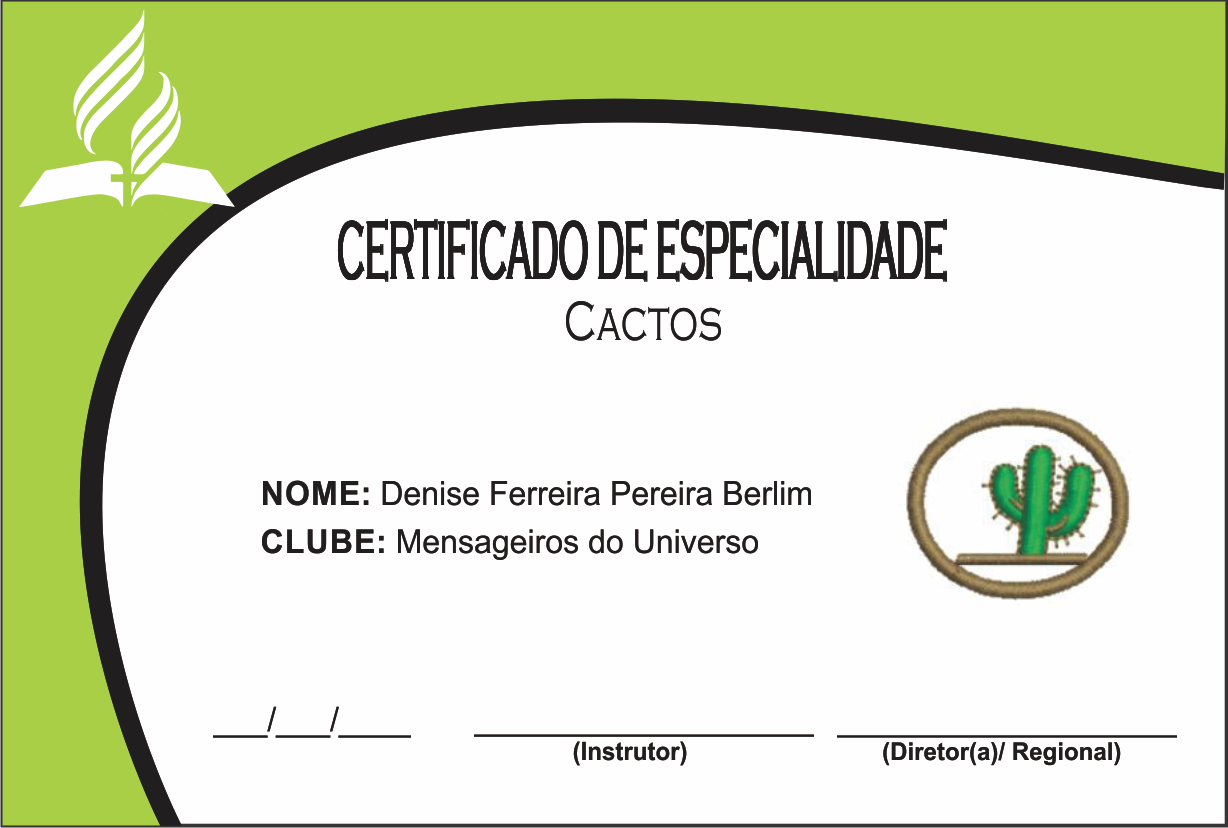 CERTIFICADO DE ESPECIALIDADE
CACTOS
NOME: Denise Ferreira Pereira Berlim
CLUBE: Mensageiros do Universo
___/___/____
(Instrutor) (Diretor(a)/ Regional)